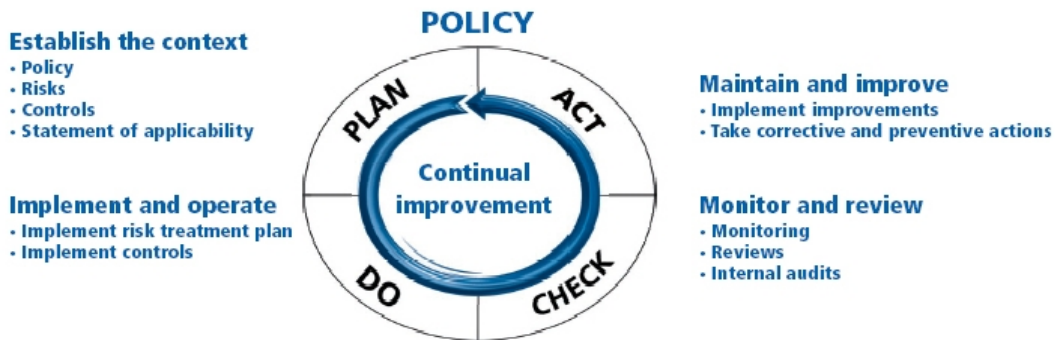 POLICY
Establish the context
• Policy
• Risks
• Controls
• Statement of applicability
PLAN
ACT
Maintain and improve
• Implement improvements
• Take corrective and preventive actions
Continual
improvement
Implement and operate
• Implement risk treatment plan
• Implement controls
DO
CHECK
Monitor and review
• Monitoring
• Reviews
• Internal audits